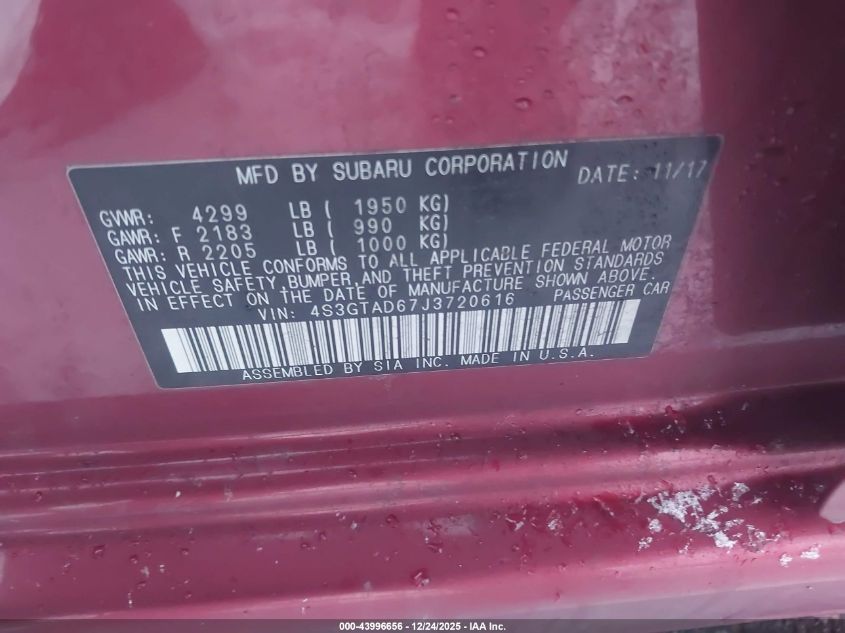 MFD BY SUBARU CORPORATION DATE: 11/17
GVWR: 4299 LB ( 1950 KG)
GAWR: F 2183 LB ( 990 KG)
GAWR: R 2205 LB ( 1000 KG)
THIS VEHICLE CONFORMS TO ALL APPLICABLE FEDERAL MOTOR
VEHICLE SAFETY,BUMPER,AND THEFT PREVENTION STANDARDS
IN EFFECT ON THE DATE OF MANUFACTURE SHOWN ABOVE.
VIN: 4S3GTAD67J3720616 PASSENGER CAR
ASSEMBLED BY SIA INC. MADE IN U.S.A.
000-43996656 - 12/24/2025 - IAA Inc.